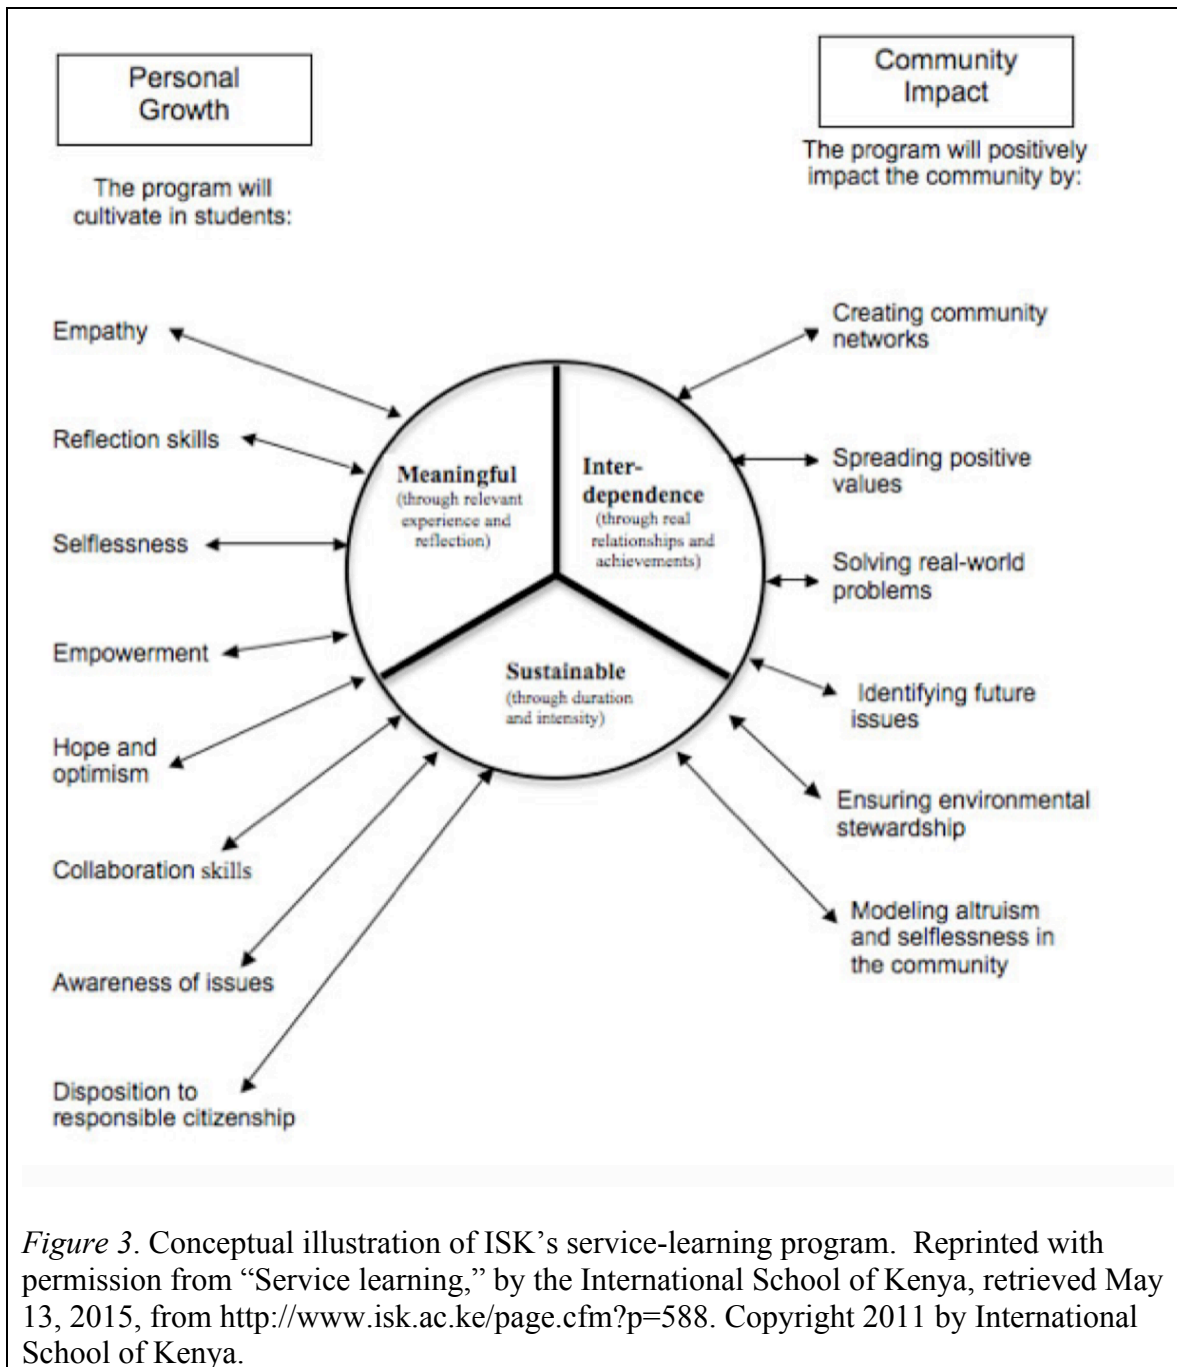 Personal
Growth
The program will
cultivate in students:
Empathy
Reflection skills
Selflessness
Empowerment
Hope and
optimism
Collaboration skills
Awareness of issues
Disposition to
responsible citizenship
Meaningful
(through relevant
experience and
reflection)
Inter-
dependence
(through real
relationships and
achievements)
Sustainable
(through duration
and intensity)
Community
Impact
The program will positively
impact the community by:
Creating community
networks
Spreading positive
values
Solving real-world
problems
Identifying future
issues
Ensuring environmental
stewardship
Modeling altruism
and selflessness in
the community
Figure 3. Conceptual illustration of ISK’s service-learning program.  Reprinted with
permission from “Service learning,” by the International School of Kenya, retrieved May
13, 2015, from http://www.isk.ac.ke/page.cfm?p=588. Copyright 2011 by International
School of Kenya.